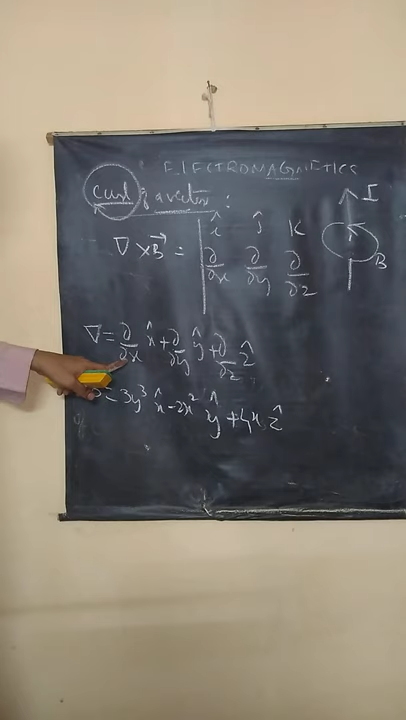 ELECTROMAGNETICS
Curl of a vector :
∇ × B⃗ = | î ĵ K
∂/∂x ∂/∂y ∂/∂z
I
B
∇ = ∂/∂x x̂ + ∂/∂y ŷ + ∂/∂z ẑ
= 3y³ x̂ - 2x² ŷ + 4x ẑ